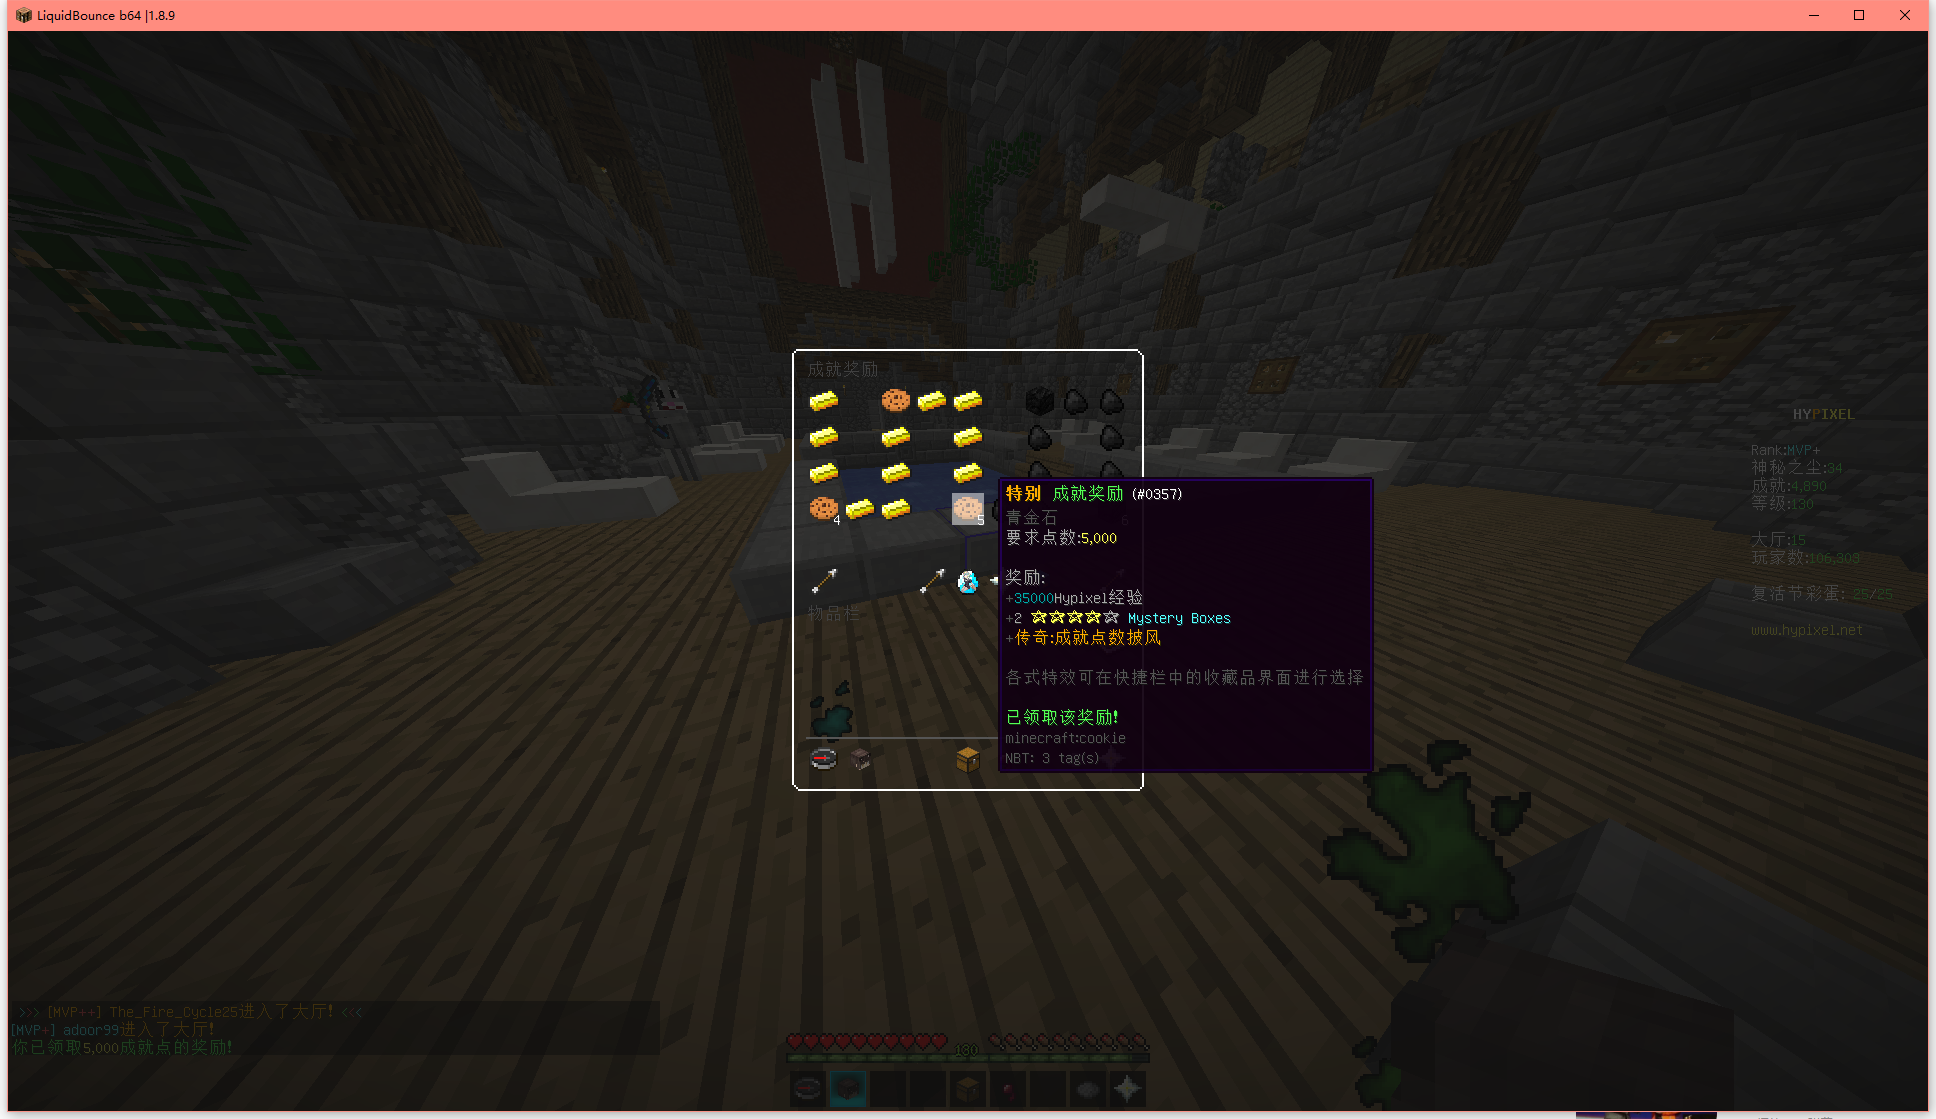 LiquidBounce b64 |1.8.9
成就奖励
4
5
6
物品栏
特别 成就奖励 (#0357)
青金石
要求点数:5,000
奖励:
+35000Hypixel经验
+2 ☆☆☆☆☆ Mystery Boxes
+传奇:成就点数披风
各式特效可在快捷栏中的收藏品界面进行选择
已领取该奖励!
minecraft:cookie
NBT: 3 tag(s)
HYPIXEL
Rank:MVP+
神秘之尘:34
成就:4,890
等级:130
大厅:15
玩家数:106,303
复活节彩蛋: 25/25
www.hypixel.net
>>> [MVP++] The_Fire_Cycle25进入了大厅! <<<
[MVP+] adoor99进入了大厅!
你已领取5,000成就点的奖励!
130